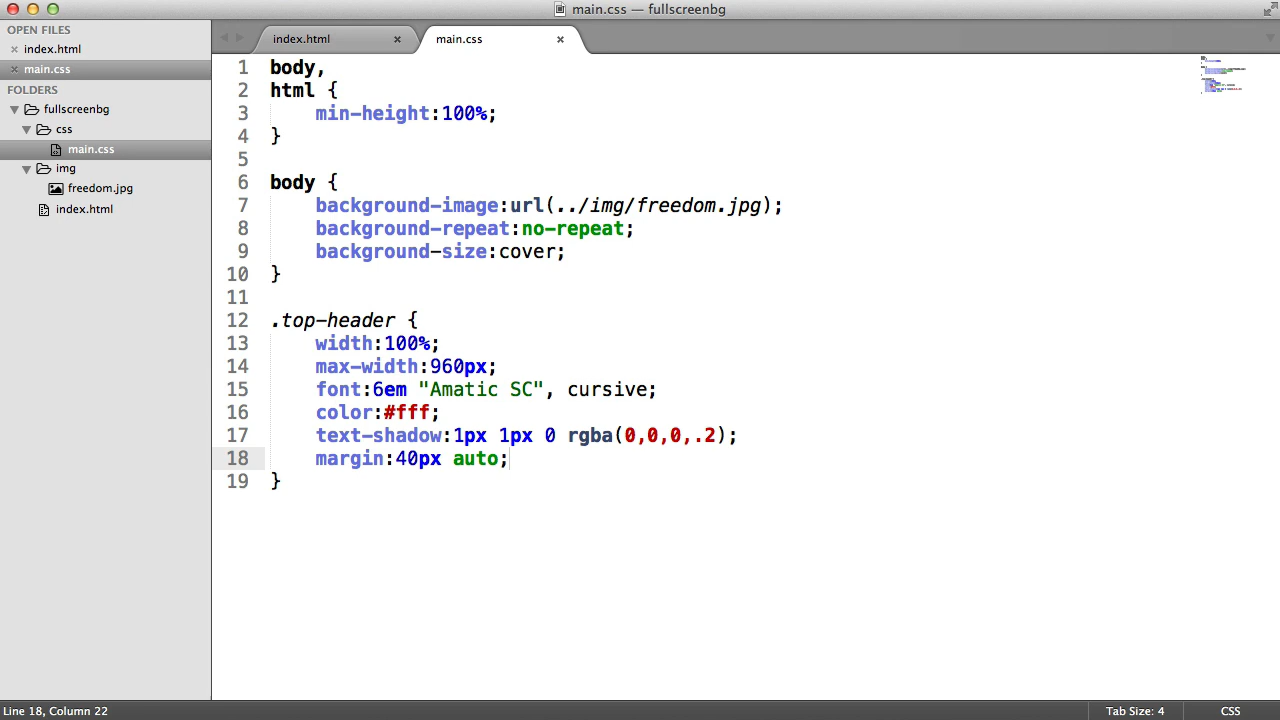 main.css — fullscreenbg
OPEN FILES
index.html
main.css
FOLDERS
fullscreenbg
css
main.css
img
freedom.jpg
index.html
index.html
main.css
1 body,
2 html {
3     min-height:100%;
4 }
5
6 body {
7     background-image:url(../img/freedom.jpg);
8     background-repeat:no-repeat;
9     background-size:cover;
10 }
11
12 .top-header {
13     width:100%;
14     max-width:960px;
15     font:6em "Amatic SC", cursive;
16     color:#fff;
17     text-shadow:1px 1px 0 rgba(0,0,0,.2);
18     margin:40px auto;
19 }
Line 18, Column 22
Tab Size: 4
CSS